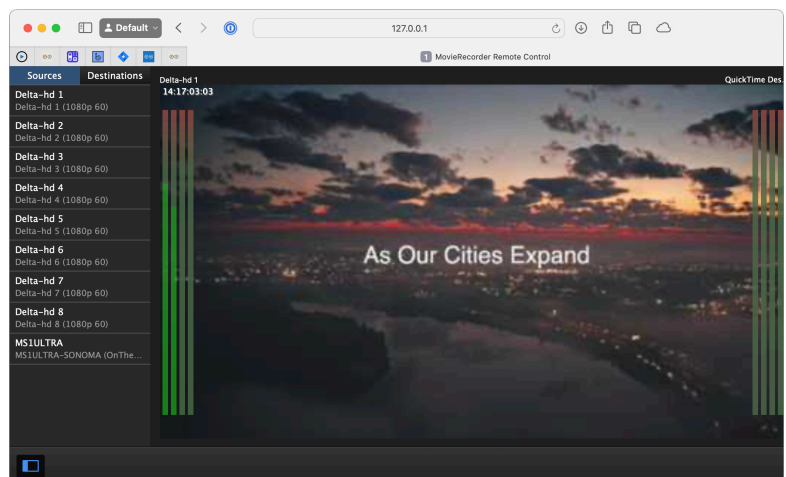 Default
127.0.0.1
1 MovieRecorder Remote Control
Sources Destinations
Delta-hd 1
Delta-hd 1 (1080p 60)
Delta-hd 2
Delta-hd 2 (1080p 60)
Delta-hd 3
Delta-hd 3 (1080p 60)
Delta-hd 4
Delta-hd 4 (1080p 60)
Delta-hd 5
Delta-hd 5 (1080p 60)
Delta-hd 6
Delta-hd 6 (1080p 60)
Delta-hd 7
Delta-hd 7 (1080p 60)
Delta-hd 8
Delta-hd 8 (1080p 60)
MS1ULTRA
MS1ULTRA-SONOMA (OnThe...
Delta-hd 1
QuickTime Des.
14:17:03:03
As Our Cities Expand